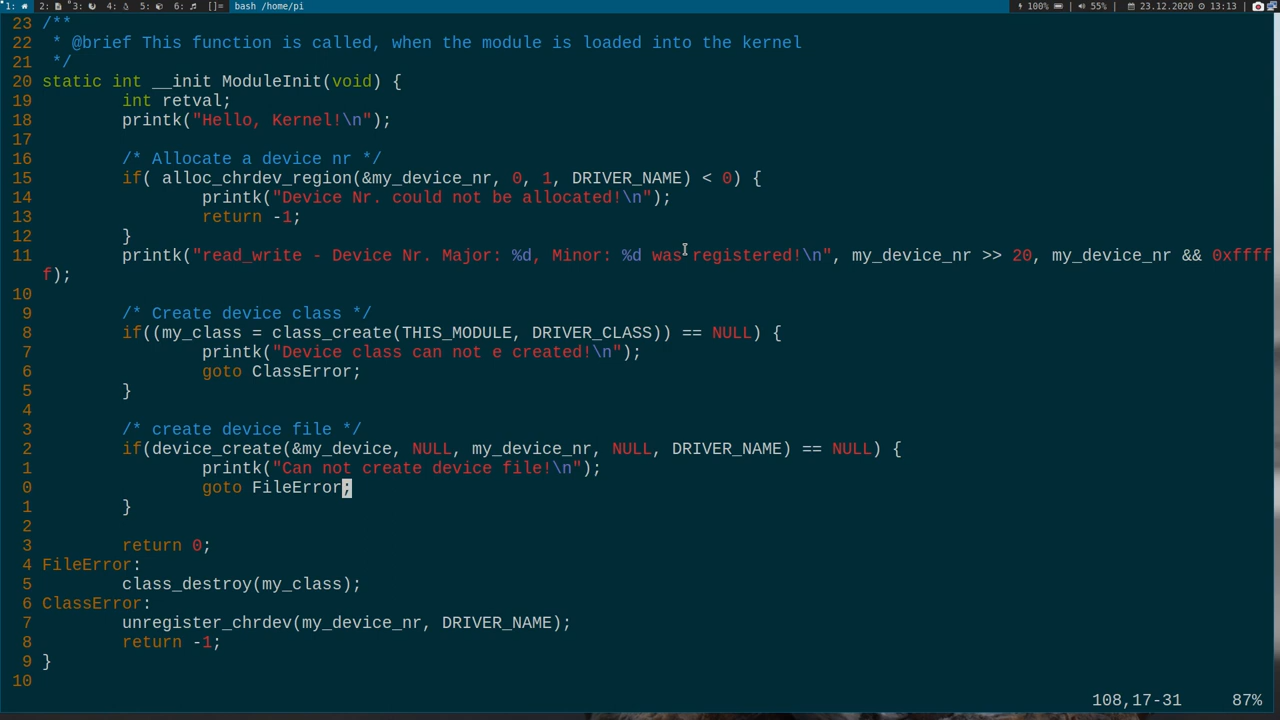 1: 2: 3: 4: 5: 6: []= bash /home/pi 100% 55% 23.12.2020 13:13
23 /**
22  * @brief This function is called, when the module is loaded into the kernel
21  */
20 static int __init ModuleInit(void) {
19         int retval;
18         printk("Hello, Kernel!\n");
17
16         /* Allocate a device nr */
15         if( alloc_chrdev_region(&my_device_nr, 0, 1, DRIVER_NAME) < 0) {
14                 printk("Device Nr. could not be allocated!\n");
13                 return -1;
12         }
11         printk("read_write - Device Nr. Major: %d, Minor: %d was registered!\n", my_device_nr >> 20, my_device_nr && 0xffff
f);
10
9         /* Create device class */
8         if((my_class = class_create(THIS_MODULE, DRIVER_CLASS)) == NULL) {
7                 printk("Device class can not e created!\n");
6                 goto ClassError;
5         }
4
3         /* create device file */
2         if(device_create(&my_device, NULL, my_device_nr, NULL, DRIVER_NAME) == NULL) {
1                 printk("Can not create device file!\n");
0                 goto FileError;
1         }
2
3         return 0;
4 FileError:
5         class_destroy(my_class);
6 ClassError:
7         unregister_chrdev(my_device_nr, DRIVER_NAME);
8         return -1;
9 }
10
108,17-31 87%